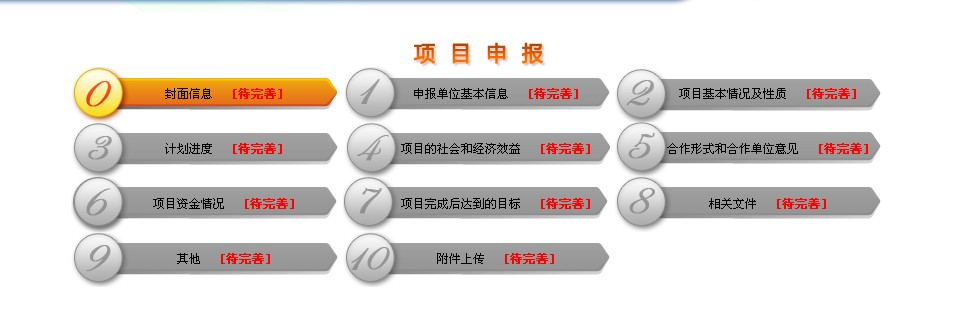 项目申报
0 封面信息 [待完善]
1 申报单位基本信息 [待完善]
2 项目基本情况及性质 [待完善]
3 计划进度 [待完善]
4 项目的社会和经济效益 [待完善]
5 合作形式和合作单位意见 [待完善]
6 项目资金情况 [待完善]
7 项目完成后达到的目标 [待完善]
8 相关文件 [待完善]
9 其他 [待完善]
10 附件上传 [待完善]